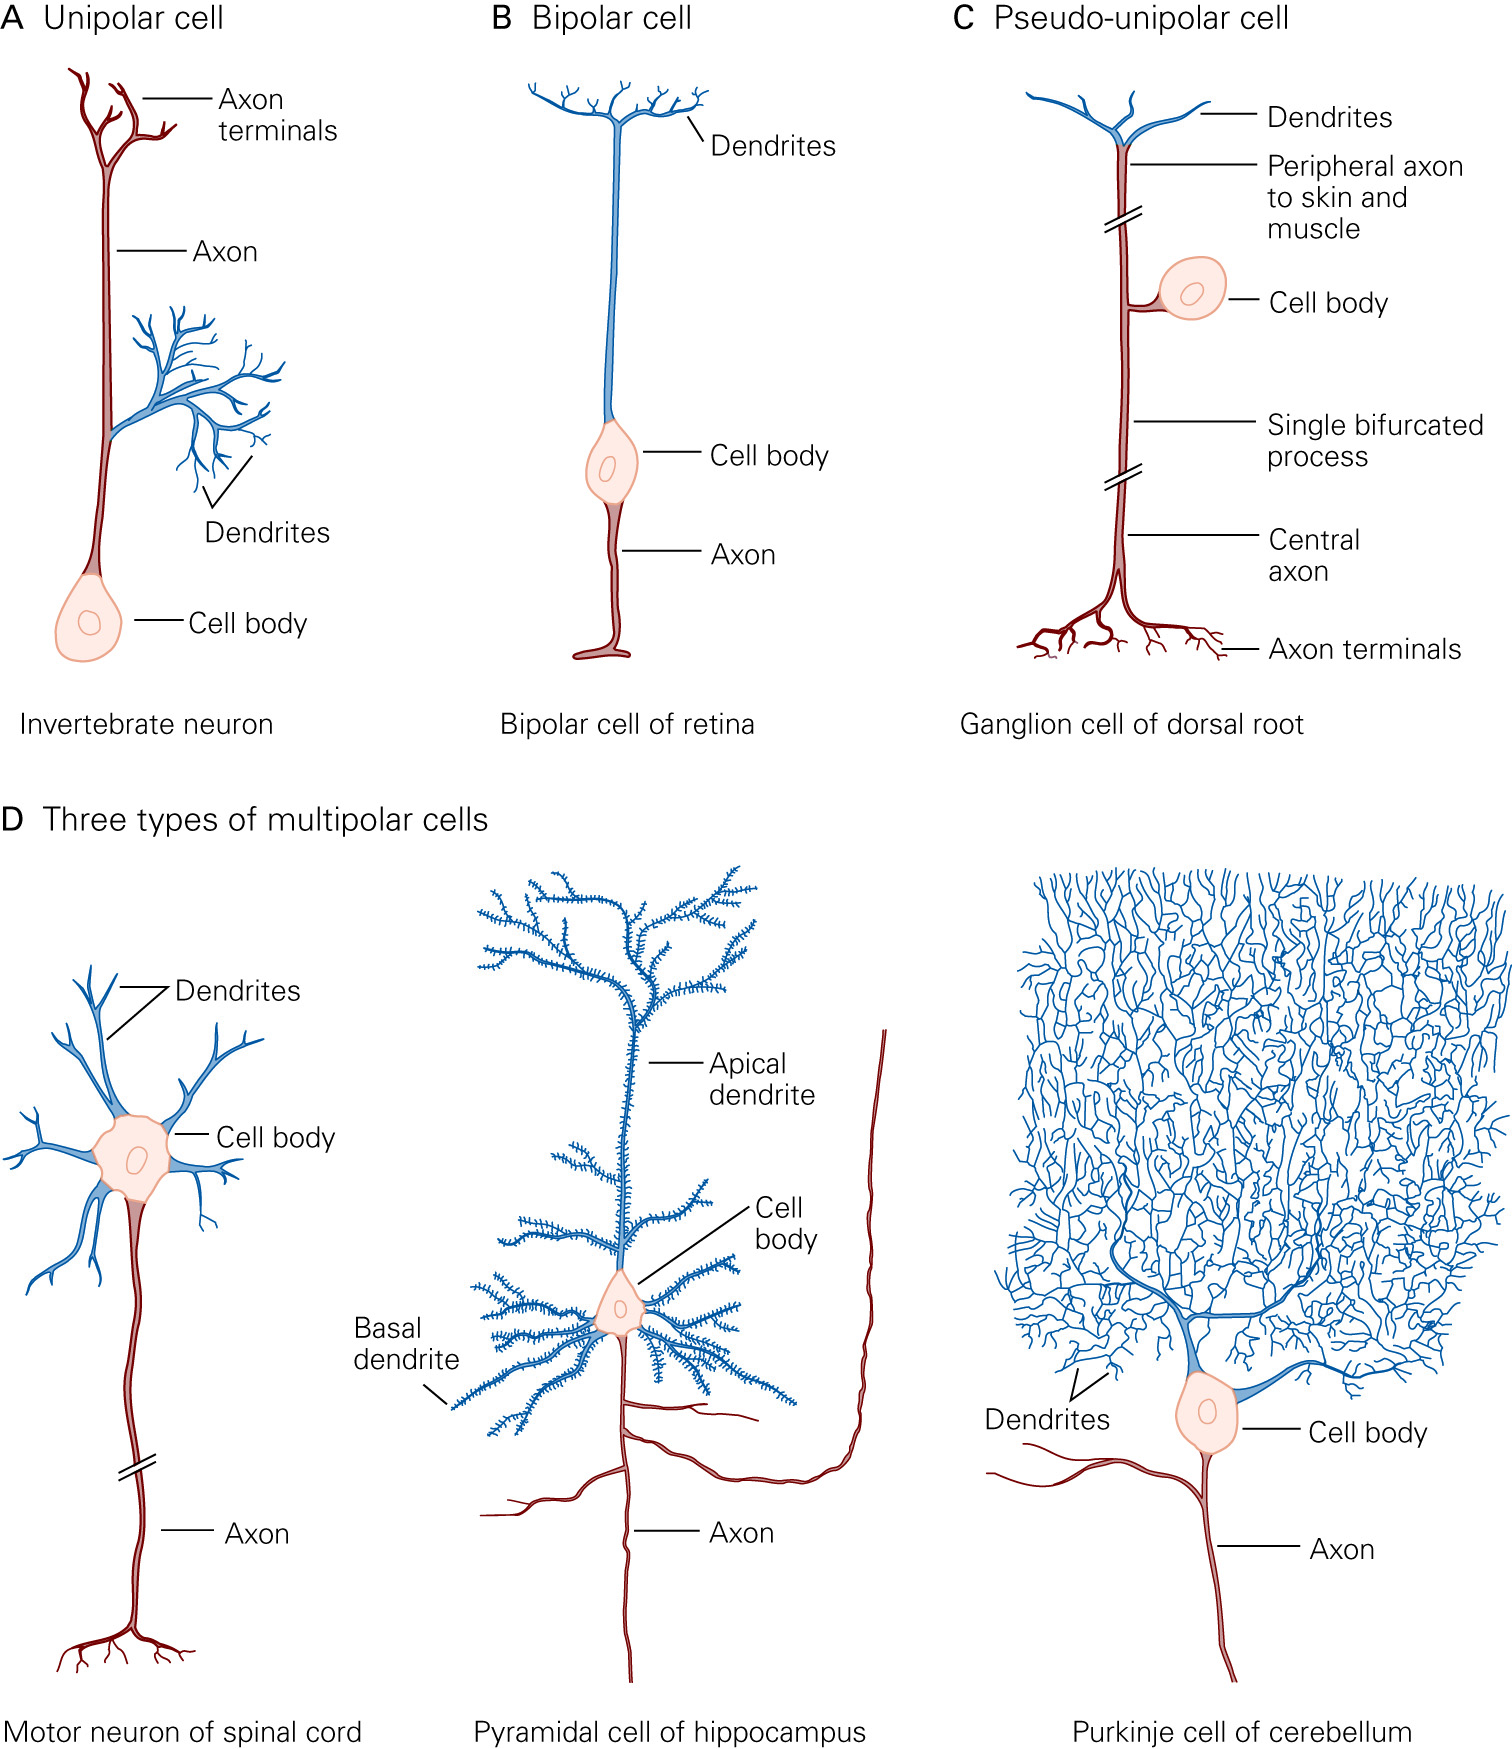 A Unipolar cell
Axon
terminals
Axon
Dendrites
Cell body
Invertebrate neuron
B Bipolar cell
Dendrites
Cell body
Axon
Bipolar cell of retina
C Pseudo-unipolar cell
Dendrites
Peripheral axon
to skin and
muscle
Cell body
Single bifurcated
process
Central
axon
Axon terminals
Ganglion cell of dorsal root
D Three types of multipolar cells
Dendrites
Cell body
Axon
Motor neuron of spinal cord
Apical
dendrite
Cell
body
Basal
dendrite
Axon
Pyramidal cell of hippocampus
Dendrites
Cell body
Axon
Purkinje cell of cerebellum